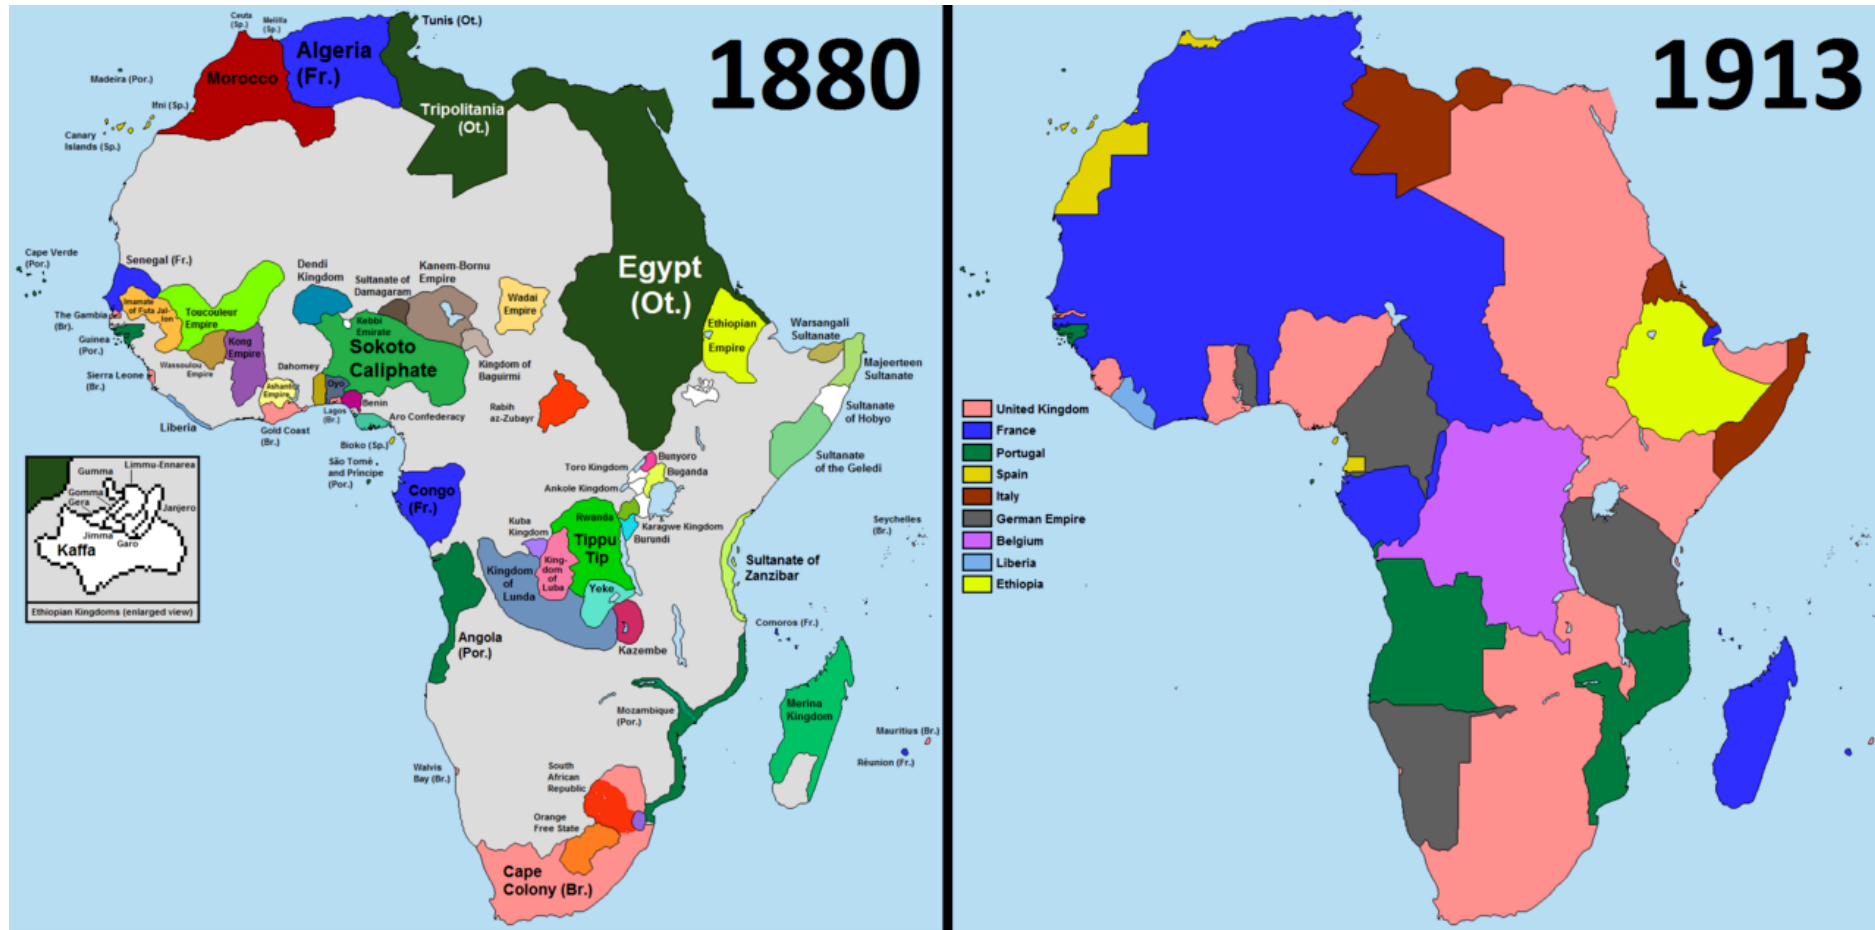 1880
Ceuta
(Sp.)
Melilla
(Sp.)
Tunis (Ot.)
Algeria
(Fr.)
Morocco
Madeira (Por.)
Ifni (Sp.)
Canary
Islands (Sp.)
Tripolitania
(Ot.)
Cape Verde
(Por.)
Senegal (Fr.)
Imamate
of Futa Jal-
lon
The Gambia
(Br).
Guinea
(Por.)
Toucouleur
Empire
Wassoulou
Empire
Kong
Empire
Sierra Leone
(Br.)
Liberia
Ashanti
Empire
Gold Coast
(Br.)
Dahomey
Oyo
Lagos
(Br.)
Benin
Aro Confederacy
Dendi
Kingdom
Sultanate of
Damagaram
Kanem-Bornu
Empire
Kebbi
Emirate
Sokoto
Caliphate
Kingdom of
Baguirmi
Wadai
Empire
Rabih
az-Zubayr
Egypt
(Ot.)
Ethiopian
Empire
Warsangali
Sultanate
Majeerteen
Sultanate
Sultanate
of Hobyo
Sultanate
of the Geledi
Bioko (Sp.)
São Tomé
and Príncipe
(Por.)
Congo
(Fr.)
Toro Kingdom
Bunyoro
Buganda
Ankole Kingdom
Rwanda
Karagwe Kingdom
Burundi
Kuba
Kingdom
Tippu
Tip
King-
dom
of
Luba
Kingdom
of
Lunda
Yeke
Kazembe
Sultanate of
Zanzibar
Seychelles
(Br.)
Comoros (Fr.)
Angola
(Por.)
Mozambique
(Por.)
Merina
Kingdom
Mauritius (Br.)
Réunion (Fr.)
Walvis
Bay (Br.)
South
African
Republic
Orange
Free State
Cape
Colony (Br.)
Limmu-Ennarea
Gumma
Gomma
Gera
Janjero
Jimma
Garo
Kaffa
Ethiopian Kingdoms (enlarged view)
1913
United Kingdom
France
Portugal
Spain
Italy
German Empire
Belgium
Liberia
Ethiopia